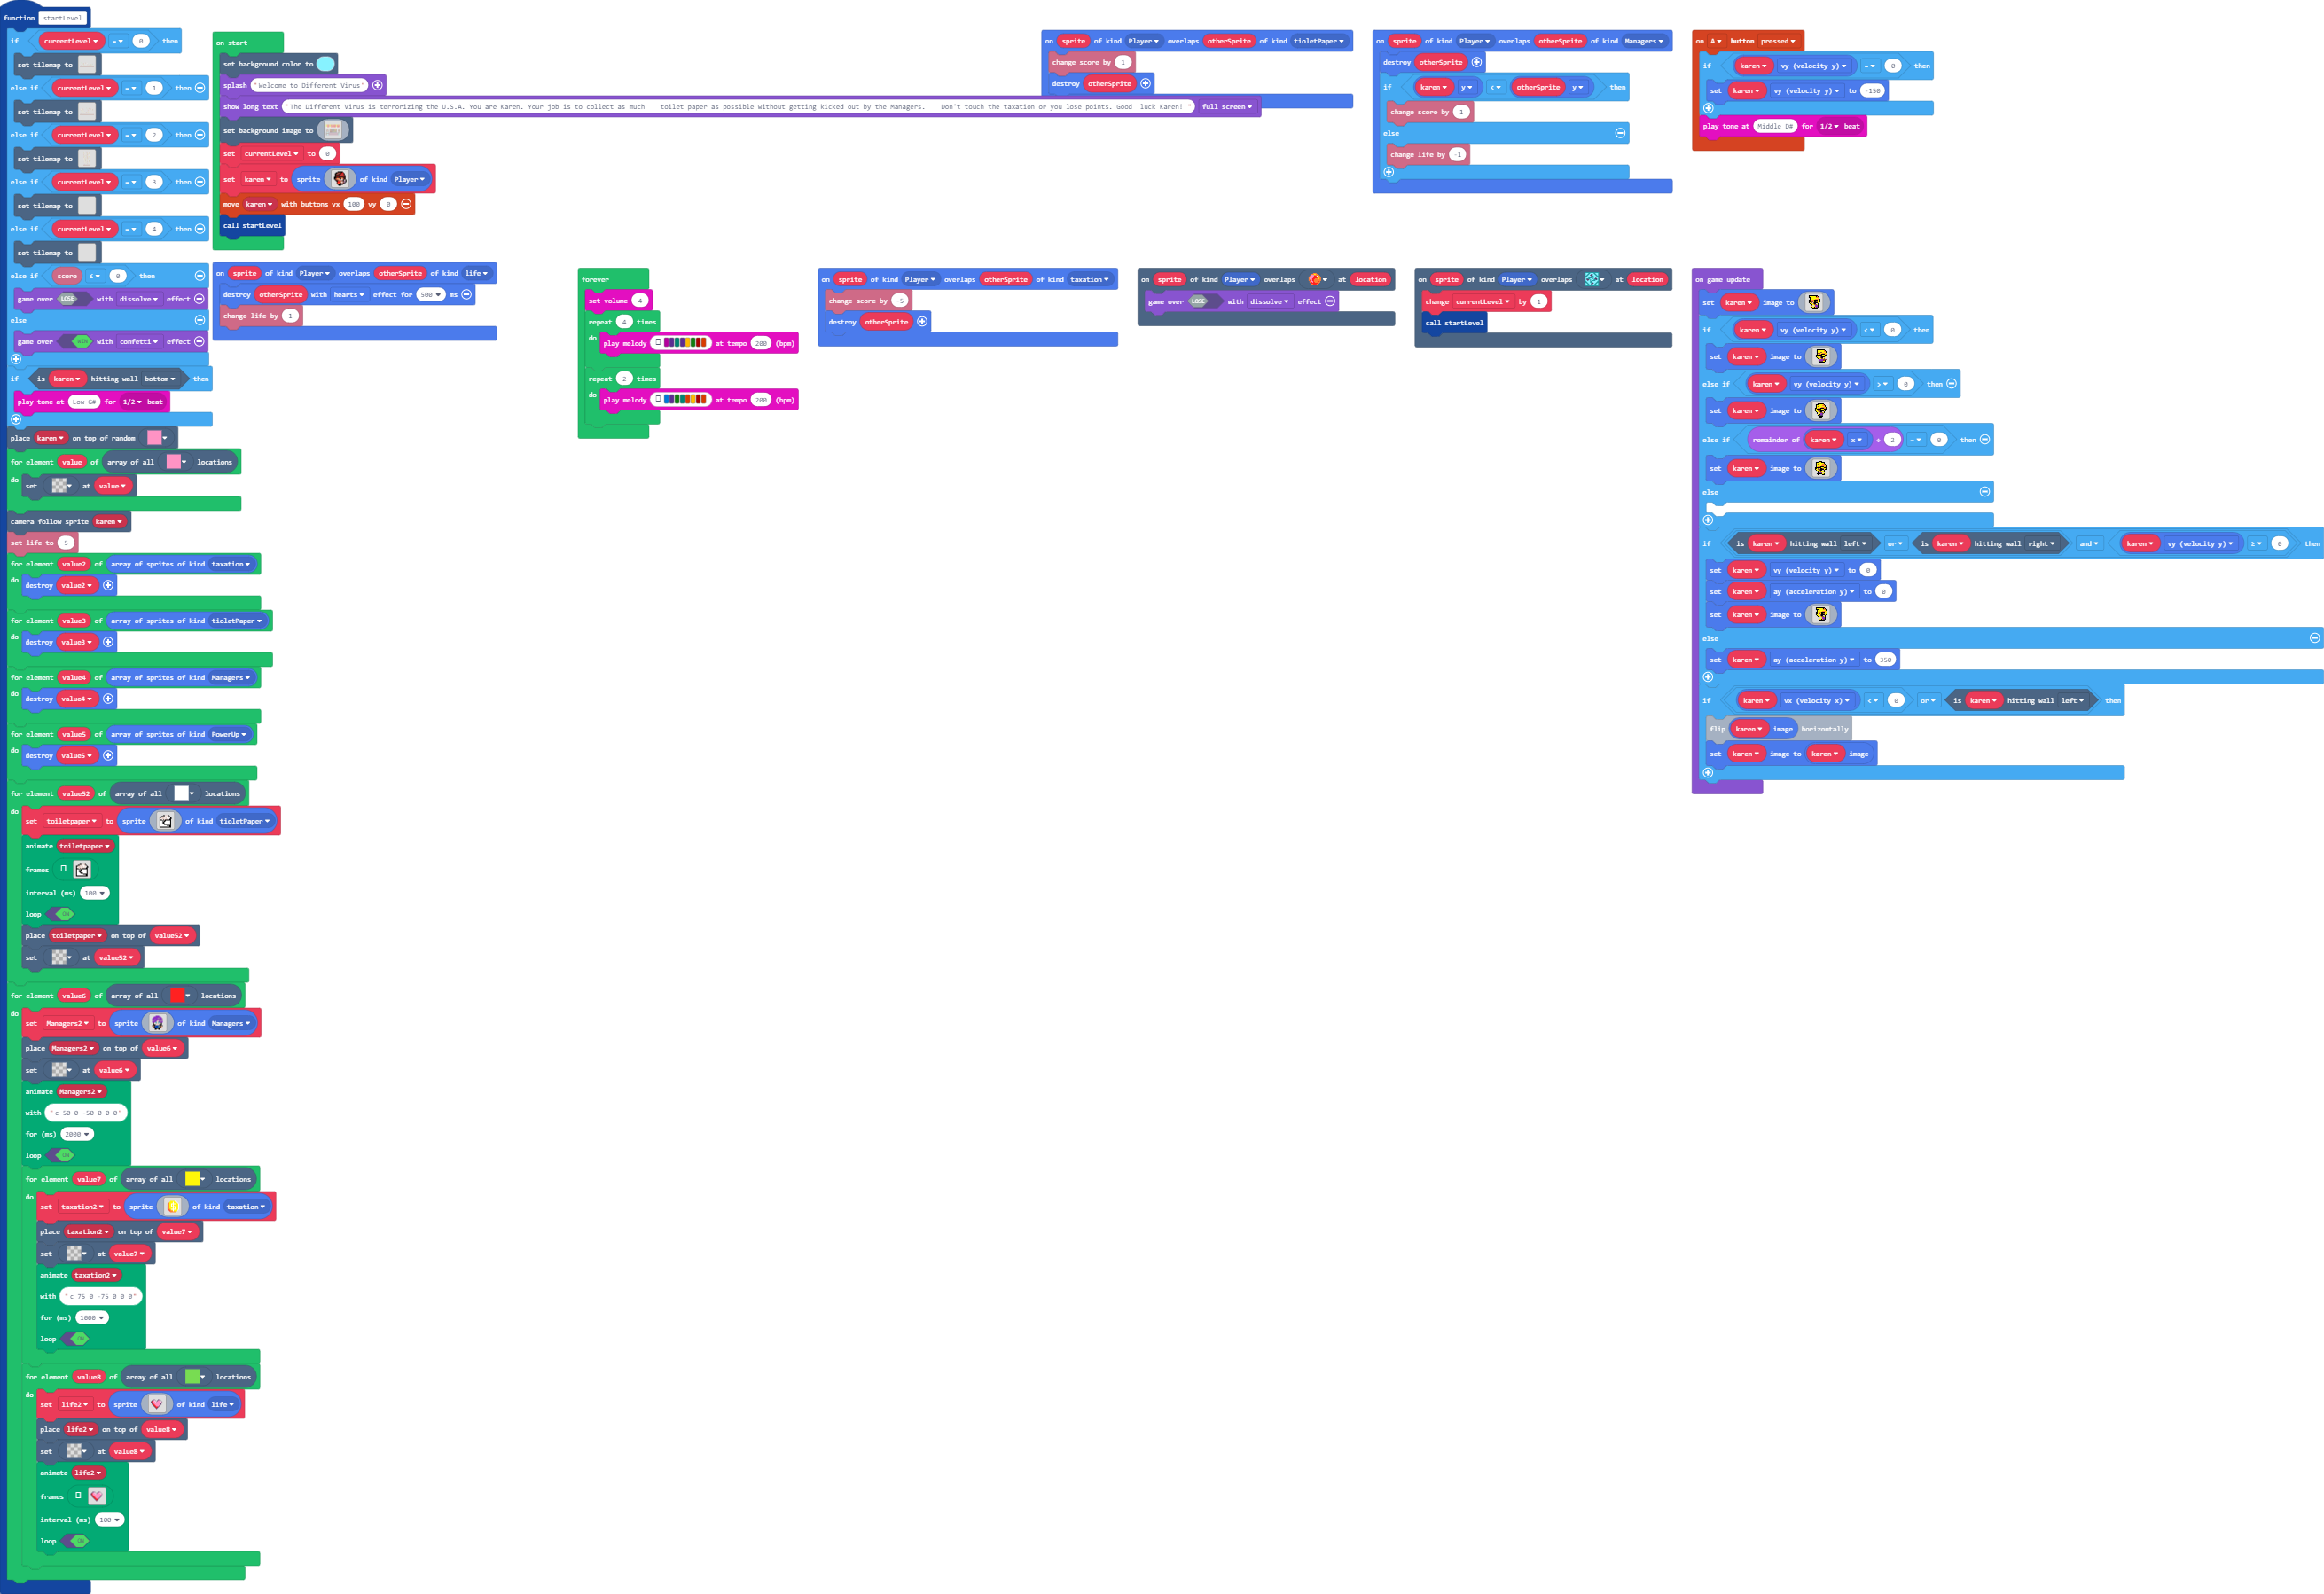 function startLevel
if currentLevel = 0 then
set tilemap to
else if currentLevel = 1 then
set tilemap to
else if currentLevel = 2 then
set tilemap to
else if currentLevel = 3 then
set tilemap to
else if currentLevel = 4 then
set tilemap to
else if score ≤ 0 then
game over LOSE with dissolve effect
else
game over WIN with confetti effect
if is karen hitting wall bottom then
play tone at Low G# for 1/2 beat
place karen on top of random
for element value of array of all locations
do set at value
camera follow sprite karen
set life to 5
for element value2 of array of sprites of kind taxation
do destroy value2
for element value3 of array of sprites of kind tioletPaper
do destroy value3
for element value4 of array of sprites of kind Managers
do destroy value4
for element value5 of array of sprites of kind PowerUp
do destroy value5
for element value52 of array of all locations
do set toiletpaper to sprite of kind tioletPaper
animate toiletpaper
frames
interval (ms) 100
loop ON
place toiletpaper on top of value52
set at value52
for element value6 of array of all locations
do set Managers2 to sprite of kind Managers
place Managers2 on top of value6
set at value6
animate Managers2
with "c 50 0 -50 0 0 0"
for (ms) 2000
loop ON
for element value7 of array of all locations
do set taxation2 to sprite of kind taxation
place taxation2 on top of value7
set at value7
animate taxation2
with "c 75 0 -75 0 0 0"
for (ms) 1000
loop ON
for element value8 of array of all locations
do set life2 to sprite of kind life
place life2 on top of value8
set at value8
animate life2
frames
interval (ms) 100
loop ON
on start
set background color to
splash "Welcome to Different Virus"
show long text "The Different Virus is terrorizing the U.S.A. You are Karen. Your job is to collect as much toilet paper as possible without getting kicked out by the Managers. Don't touch the taxation or you lose points. Good luck Karen! " full screen
set background image to
set currentLevel to 0
set karen to sprite of kind Player
move karen with buttons vx 100 vy 0
call startLevel
on sprite of kind Player overlaps otherSprite of kind life
destroy otherSprite with hearts effect for 500 ms
change life by 1
forever
set volume 4
repeat 4 times
do play melody at tempo 200 (bpm)
repeat 2 times
do play melody at tempo 200 (bpm)
on sprite of kind Player overlaps otherSprite of kind taxation
change score by -5
destroy otherSprite
on sprite of kind Player overlaps otherSprite of kind tioletPaper
change score by 1
destroy otherSprite
on sprite of kind Player overlaps at location
game over LOSE with dissolve effect
on sprite of kind Player overlaps otherSprite of kind Managers
destroy otherSprite
if karen y < otherSprite y then
change score by 1
else
change life by -1
on sprite of kind Player overlaps at location
change currentLevel by 1
call startLevel
on A button pressed
if karen vy (velocity y) = 0 then
set karen vy (velocity y) to -150
play tone at Middle D# for 1/2 beat
on game update
set karen image to
if karen vy (velocity y) < 0 then
set karen image to
else if karen vy (velocity y) > 0 then
set karen image to
else if remainder of karen x ÷ 2 = 0 then
set karen image to
else
if is karen hitting wall left or is karen hitting wall right and karen vy (velocity y) ≥ 0 then
set karen vy (velocity y) to 0
set karen ay (acceleration y) to 0
set karen image to
else
set karen ay (acceleration y) to 350
if karen vx (velocity x) < 0 or is karen hitting wall left then
flip karen image horizontally
set karen image to karen image